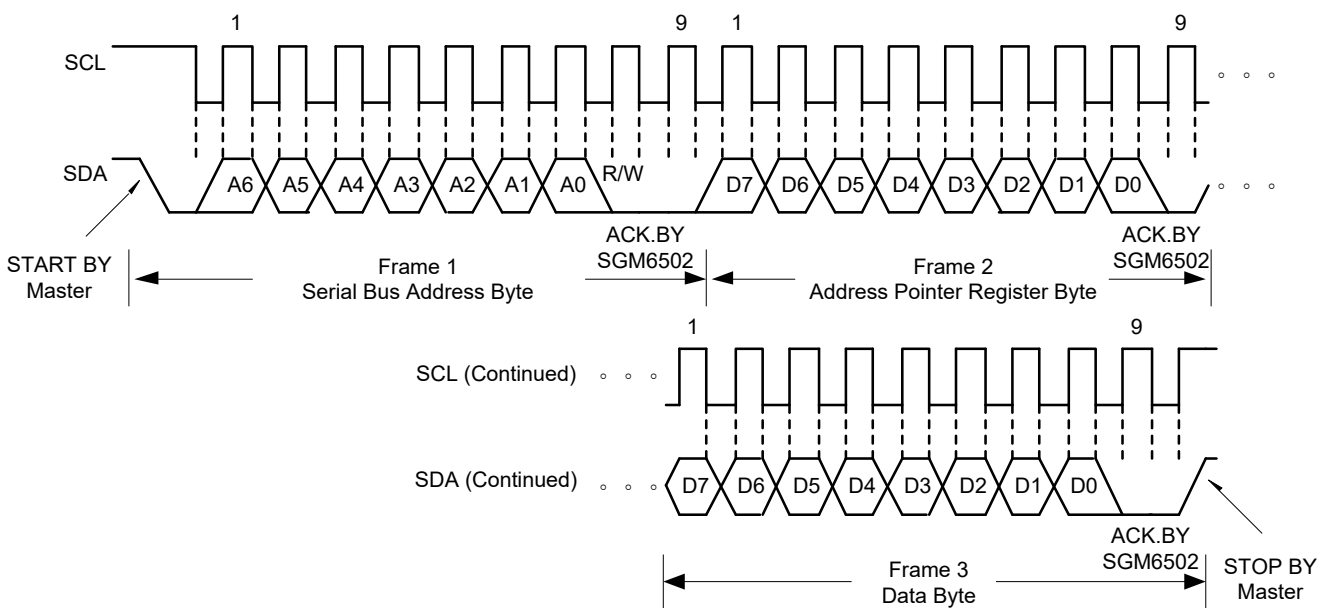 1 9 1 9
SCL
SDA
A6 A5 A4 A3 A2 A1 A0 R/W D7 D6 D5 D4 D3 D2 D1 D0
START BY
Master
ACK.BY
SGM6502
ACK.BY
SGM6502
Frame 1
Serial Bus Address Byte
Frame 2
Address Pointer Register Byte
1 9
SCL (Continued)
SDA (Continued)
D7 D6 D5 D4 D3 D2 D1 D0
ACK.BY
SGM6502
STOP BY
Master
Frame 3
Data Byte